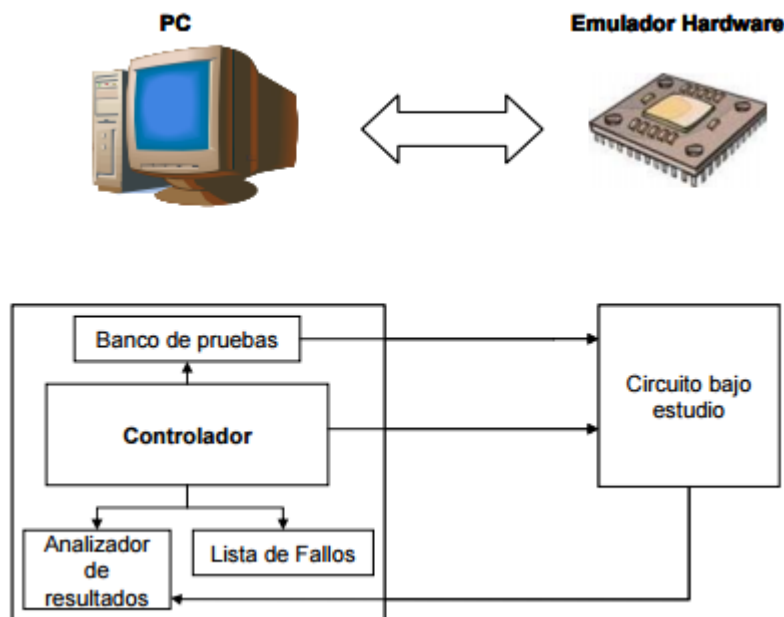 PC
Emulador Hardware
Banco de pruebas
Controlador
Circuito bajo
estudio
Analizador
de
resultados
Lista de Fallos